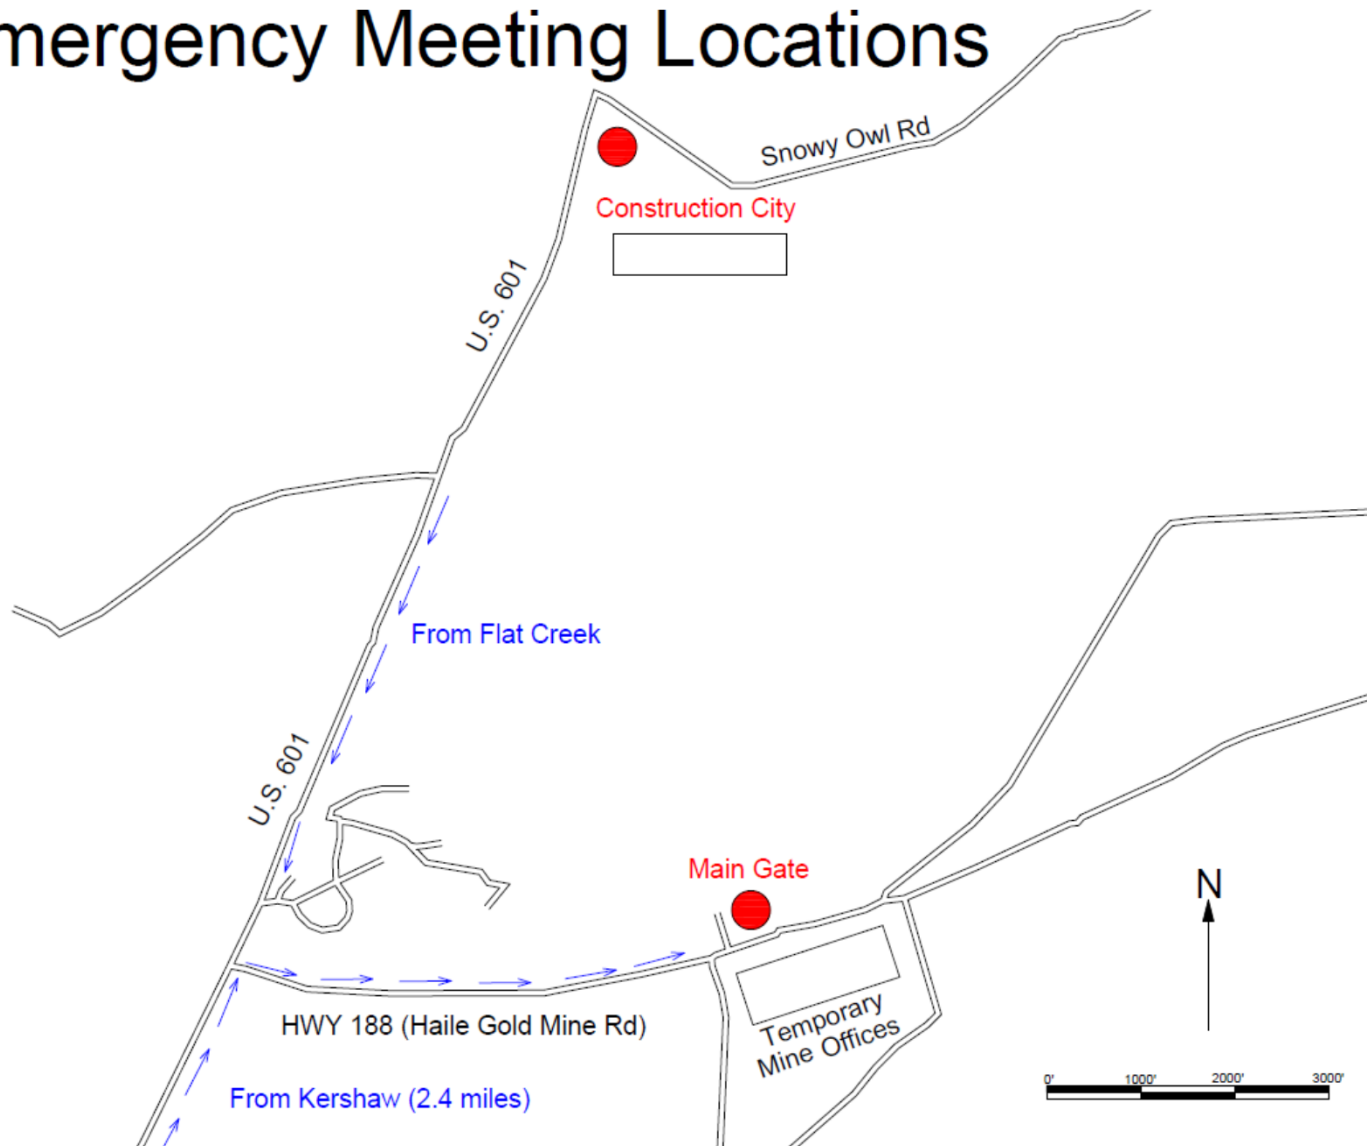 mergency Meeting Locations
Snowy Owl Rd
Construction City
U.S. 601
From Flat Creek
U.S. 601
Main Gate
N
HWY 188 (Haile Gold Mine Rd)
Temporary
Mine Offices
From Kershaw (2.4 miles)
0' 1000' 2000' 3000'